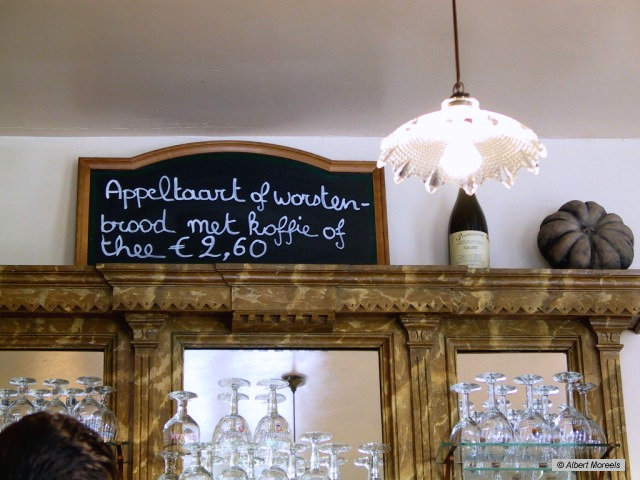 Appeltaart of worsten-
brood met koffie of
thee € 2,60
© Albert Moreels